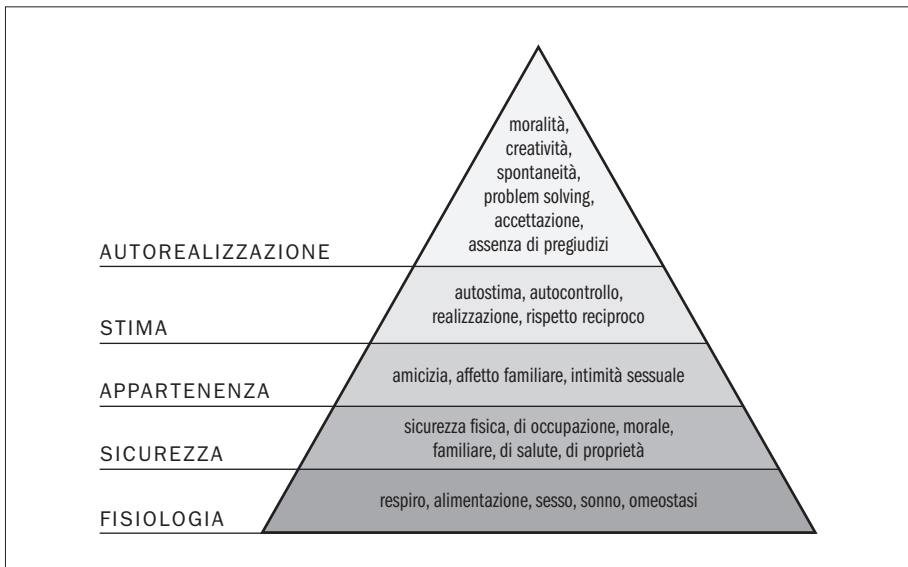 moralità,
creatività,
spontaneità,
problem solving,
accettazione,
assenza di pregiudizi
AUTOREALIZZAZIONE
autostima, autocontrollo,
realizzazione, rispetto reciproco
STIMA
amicizia, affetto familiare, intimità sessuale
APPARTENENZA
sicurezza fisica, di occupazione, morale,
familiare, di salute, di proprietà
SICUREZZA
respiro, alimentazione, sesso, sonno, omeostasi
FISIOLOGIA